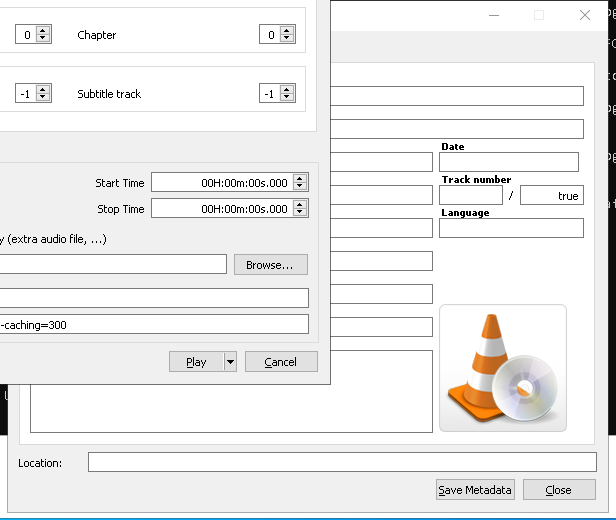 0 Chapter 0
-1 Subtitle track -1
Date
Start Time 00H:00m:00s.000
Track number
/ true
Stop Time 00H:00m:00s.000
Language
y (extra audio file, ...)
Browse...
-caching=300
Play Cancel
Location:
Save Metadata Close